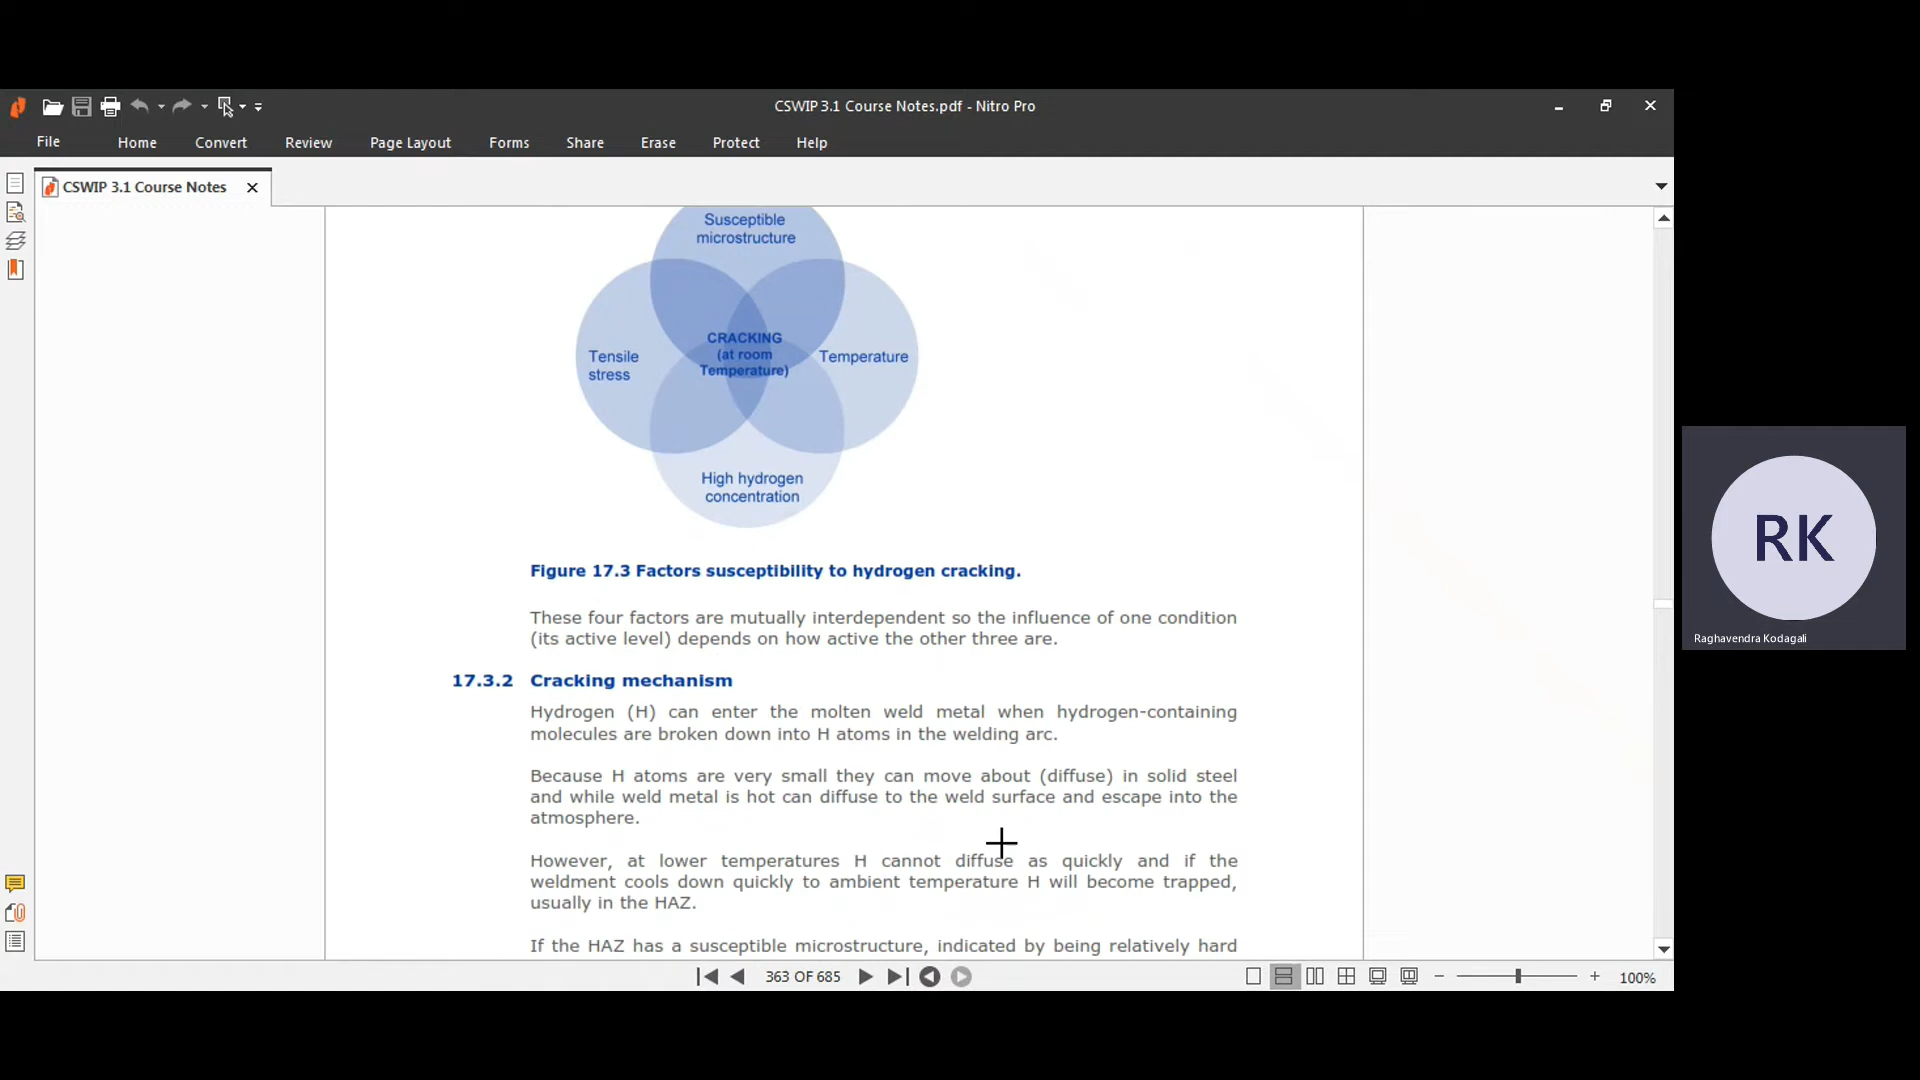 CSWIP 3.1 Course Notes.pdf - Nitro Pro
File Home Convert Review Page Layout Forms Share Erase Protect Help
CSWIP 3.1 Course Notes
Susceptible
microstructure
CRACKING
(at room
Temperature)
Tensile
stress
Temperature
High hydrogen
concentration
Figure 17.3 Factors susceptibility to hydrogen cracking.
These four factors are mutually interdependent so the influence of one condition
(its active level) depends on how active the other three are.
17.3.2 Cracking mechanism
Hydrogen (H) can enter the molten weld metal when hydrogen-containing
molecules are broken down into H atoms in the welding arc.
Because H atoms are very small they can move about (diffuse) in solid steel
and while weld metal is hot can diffuse to the weld surface and escape into the
atmosphere.
However, at lower temperatures H cannot diffuse as quickly and if the
weldment cools down quickly to ambient temperature H will become trapped,
usually in the HAZ.
If the HAZ has a susceptible microstructure, indicated by being relatively hard
363 OF 685
100%
RK
Raghavendra Kodagali